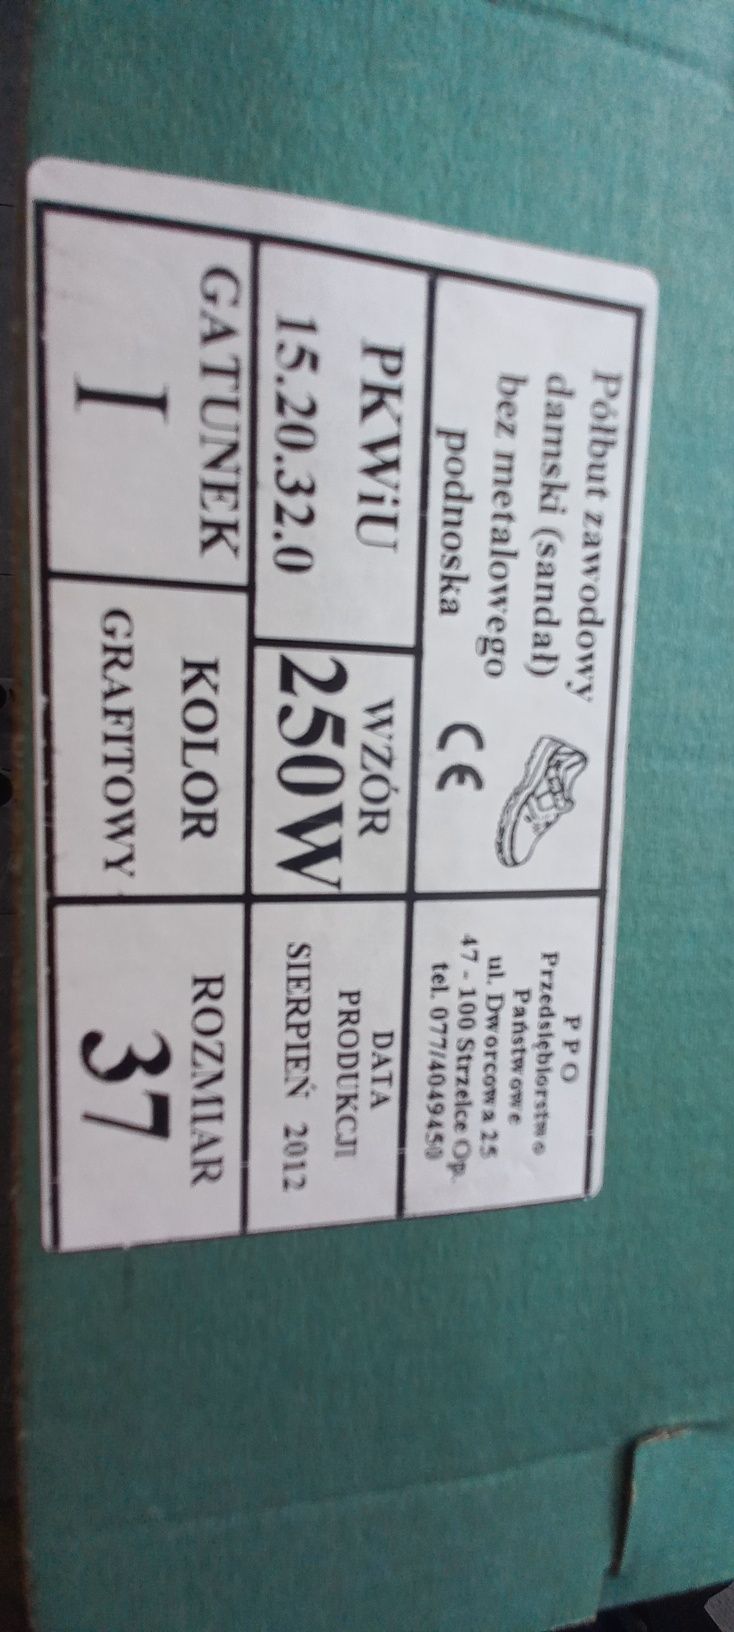 Półbut zawodowy
damski (sandał)
bez metalowego
podnoska
CE
P P O
Przedsiębiorstwo
Państwowe
ul. Dworcowa 25
47 - 100 Strzelce Op.
tel. 077/4049450
PKWiU
15.20.32.0
WZÓR
250W
DATA
PRODUKCJI
SIERPIEŃ 2012
GATUNEK
I
KOLOR
GRAFITOWY
ROZMIAR
37